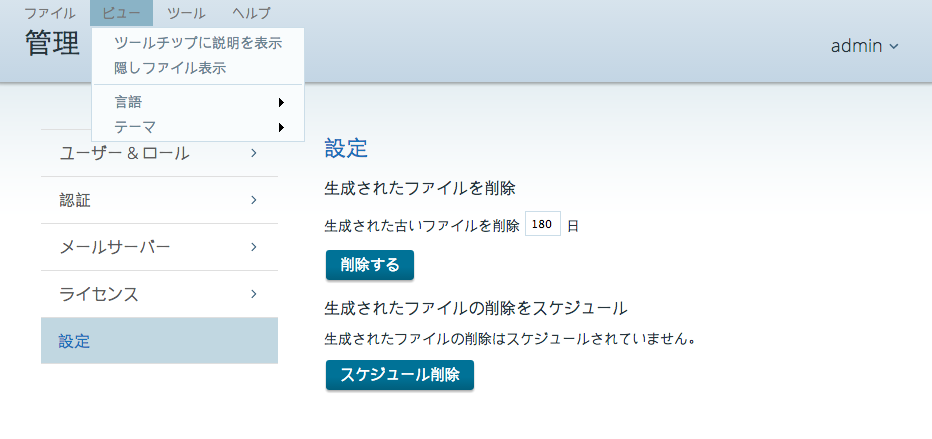 ファイル ビュー ツール ヘルプ
管理
admin
ツールチップに説明を表示
隠しファイル表示
言語
テーマ
ユーザー & ロール
認証
メールサーバー
ライセンス
設定
設定
生成されたファイルを削除
生成された古いファイルを削除 180 日
削除する
生成されたファイルの削除をスケジュール
生成されたファイルの削除はスケジュールされていません。
スケジュール削除